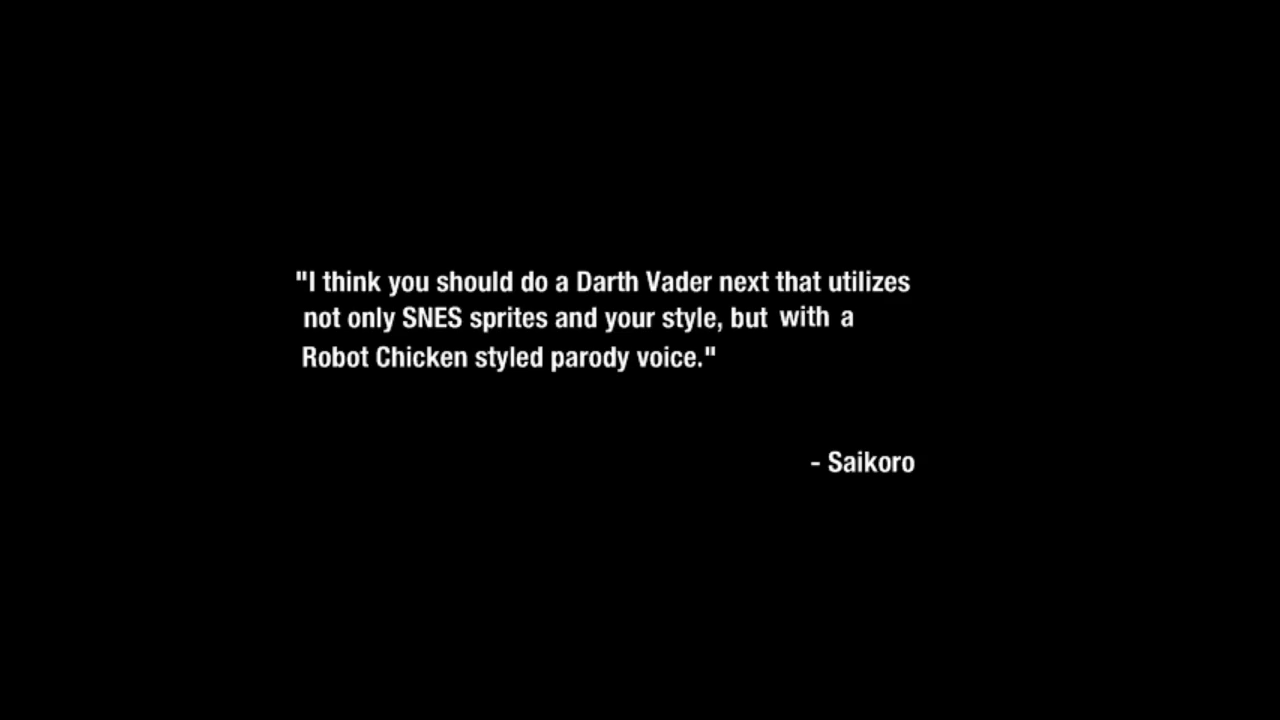 "I think you should do a Darth Vader next that utilizes
not only SNES sprites and your style, but with a
Robot Chicken styled parody voice."
- Saikoro